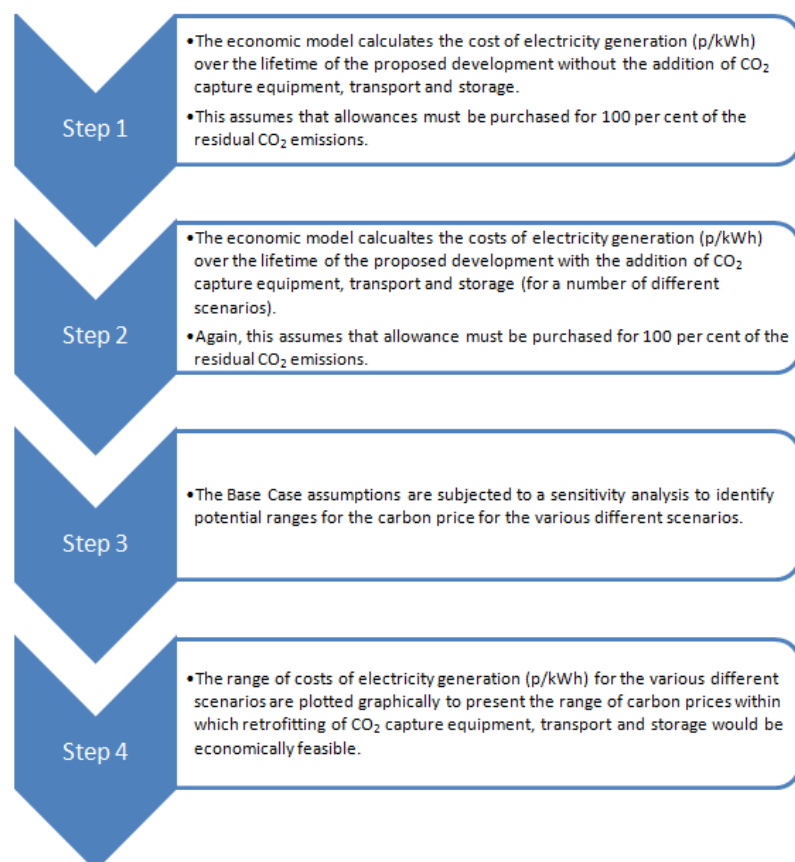 Step 1
•The economic model calculates the cost of electricity generation (p/kWh)
over the lifetime of the proposed development without the addition of CO₂
capture equipment, transport and storage.
•This assumes that allowances must be purchased for 100 per cent of the
residual CO₂ emissions.
Step 2
•The economic model calcualtes the costs of electricity generation (p/kWh)
over the lifetime of the proposed development with the addition of CO₂
capture equipment, transport and storage (for a number of different
scenarios).
•Again, this assumes that allowance must be purchased for 100 per cent of the
residual CO₂ emissions.
Step 3
•The Base Case assumptions are subjected to a sensitivity analysis to identify
potential ranges for the carbon price for the various different scenarios.
Step 4
•The range of costs of electricity generation (p/kWh) for the various different
scenarios are plotted graphically to present the range of carbon prices within
which retrofitting of CO₂ capture equipment, transport and storage would be
economically feasible.